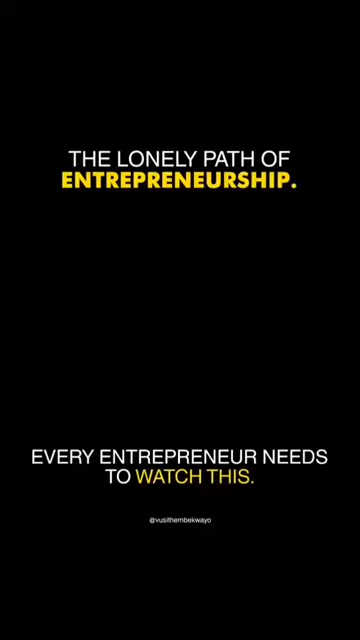 THE LONELY PATH OF
ENTREPRENEURSHIP.
EVERY ENTREPRENEUR NEEDS
TO WATCH THIS.
@vusithembekwayo